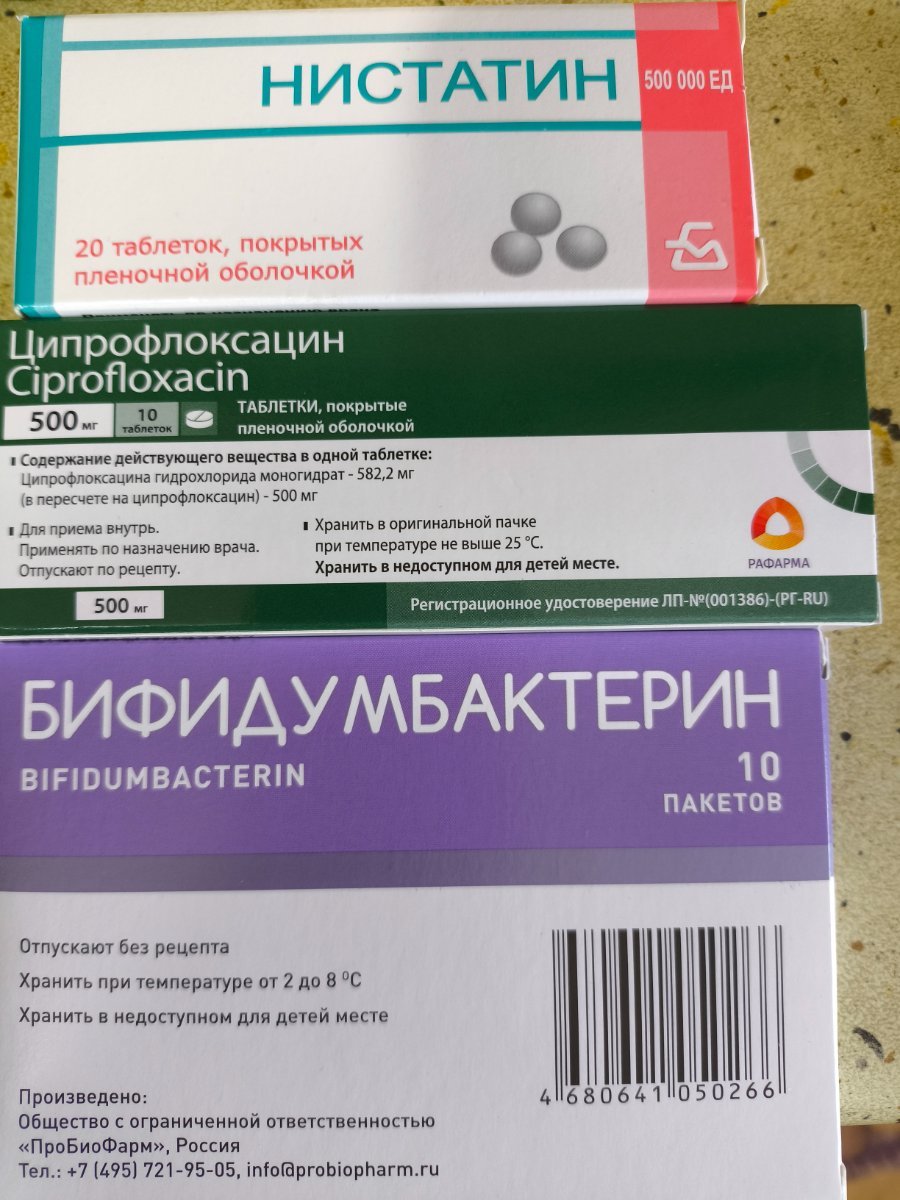 НИСТАТИН
500 000 ЕД
20 таблеток, покрытых
пленочной оболочкой
Ципрофлоксацин
Ciprofloxacin
500 мг
10
таблеток
ТАБЛЕТКИ, покрытые
пленочной оболочкой
Содержание действующего вещества в одной таблетке:
Ципрофлоксацина гидрохлорида моногидрат - 582,2 мг
(в пересчете на ципрофлоксацин) - 500 мг
Для приема внутрь.
Применять по назначению врача.
Отпускают по рецепту.
Хранить в оригинальной пачке
при температуре не выше 25 °С.
Хранить в недоступном для детей месте.
РАФАРМА
500 мг
Регистрационное удостоверение ЛП-№(001386)-(РГ-RU)
БИФИДУМБАКТЕРИН
BIFIDUMBACTERIN
10
ПАКЕТОВ
Отпускают без рецепта
Хранить при температуре от 2 до 8 °С
Хранить в недоступном для детей месте
4 680641 050266
Произведено:
Общество с ограниченной ответственностью
«ПроБиоФарм», Россия
Тел.: +7 (495) 721-95-05, info@probiopharm.ru